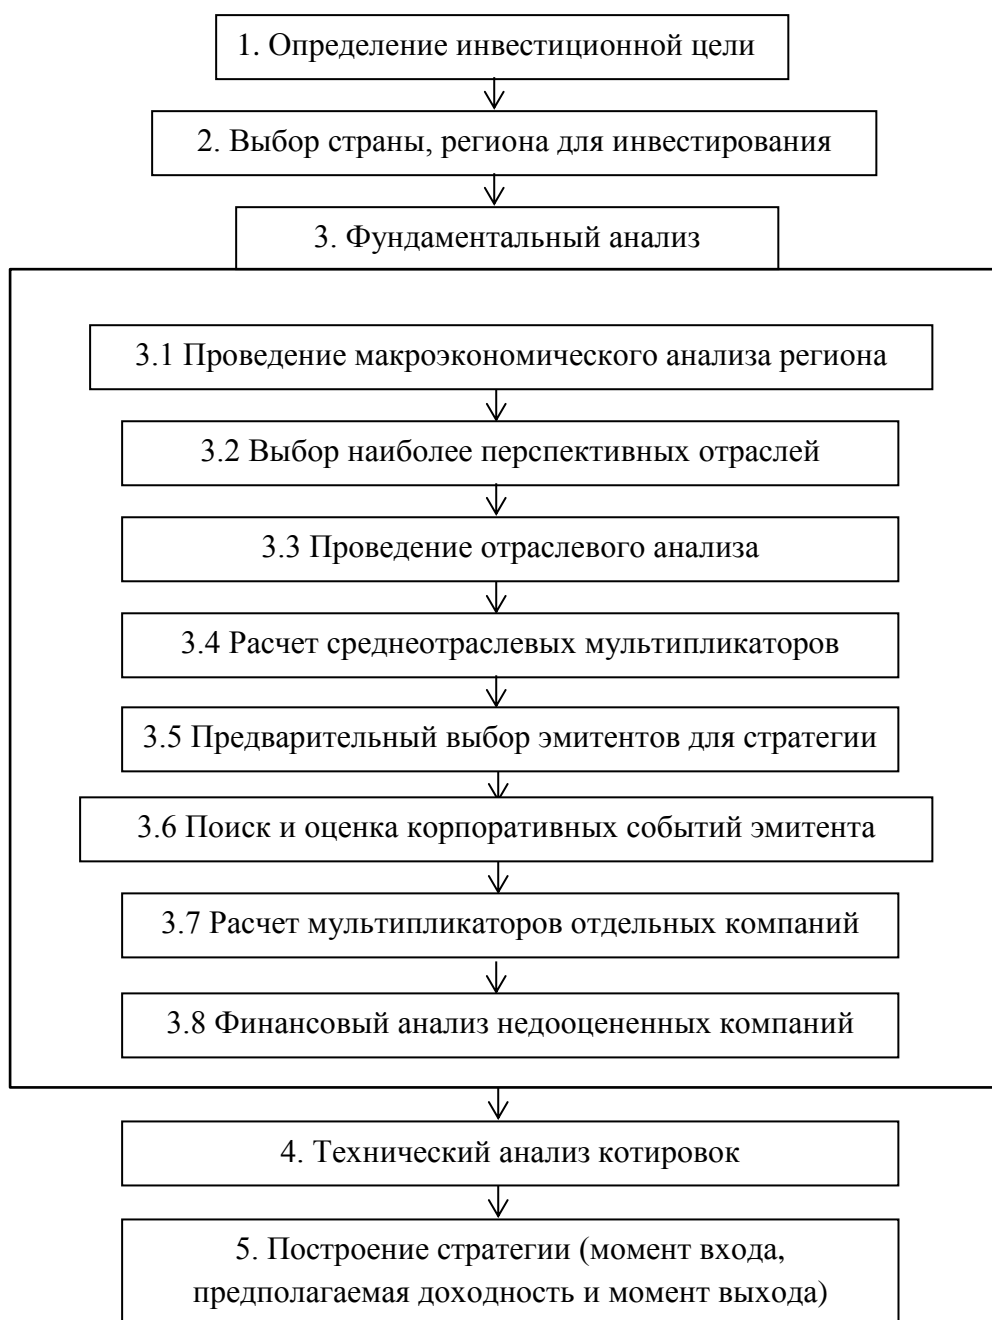 1. Определение инвестиционной цели
2. Выбор страны, региона для инвестирования
3. Фундаментальный анализ
3.1 Проведение макроэкономического анализа региона
3.2 Выбор наиболее перспективных отраслей
3.3 Проведение отраслевого анализа
3.4 Расчет среднеотраслевых мультипликаторов
3.5 Предварительный выбор эмитентов для стратегии
3.6 Поиск и оценка корпоративных событий эмитента
3.7 Расчет мультипликаторов отдельных компаний
3.8 Финансовый анализ недооцененных компаний
4. Технический анализ котировок
5. Построение стратегии (момент входа,
предполагаемая доходность и момент выхода)